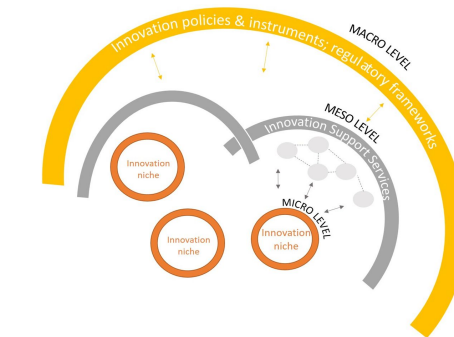 Innovation policies & instruments; regulatory frameworks
MACRO LEVEL
MESO LEVEL
Innovation Support Services
Innovation
niche
MICRO LEVEL
Innovation
niche
Innovation
niche